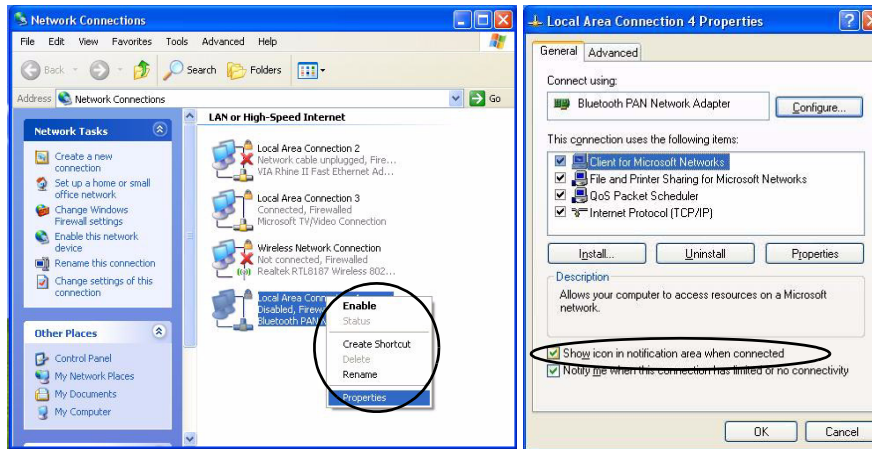 Network Connections
File Edit View Favorites Tools Advanced Help
Back Search Folders
Address Network Connections Go
Network Tasks
Create a new
connection
Set up a home or small
office network
Change Windows
Firewall settings
Enable this network
device
Rename this connection
Change settings of this
connection
Other Places
Control Panel
My Network Places
My Documents
My Computer
LAN or High-Speed Internet
Local Area Connection 2
Network cable unplugged, Fire...
VIA Rhine II Fast Ethernet Ad...
Local Area Connection 3
Connected, Firewalled
Microsoft TV/Video Connection
Wireless Network Connection
Not connected, Firewalled
Realtek RTL8187 Wireless 802...
Local Area Conn
Disabled, Firew
Bluetooth PAN
Enable
Status
Create Shortcut
Delete
Rename
Properties
Local Area Connection 4 Properties
General Advanced
Connect using:
Bluetooth PAN Network Adapter Configure...
This connection uses the following items:
Client for Microsoft Networks
File and Printer Sharing for Microsoft Networks
QoS Packet Scheduler
Internet Protocol (TCP/IP)
Install... Uninstall Properties
Description
Allows your computer to access resources on a Microsoft
network.
Show icon in notification area when connected
Notify me when this connection has limited or no connectivity
OK Cancel